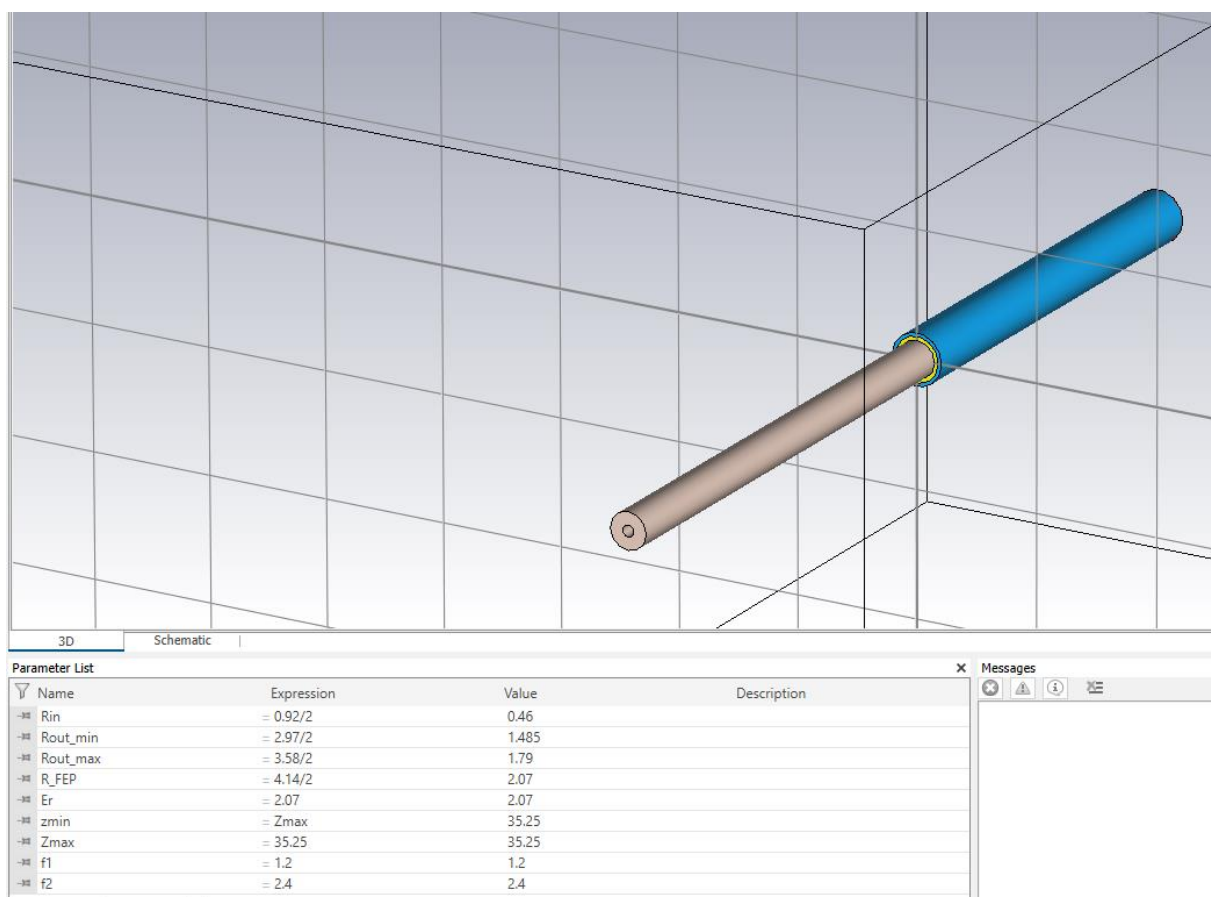 3D Schematic
Parameter List Messages
Name Expression Value Description
Rin = 0.92/2 0.46
Rout_min = 2.97/2 1.485
Rout_max = 3.58/2 1.79
R_FEP = 4.14/2 2.07
Er = 2.07 2.07
zmin = Zmax 35.25
Zmax = 35.25 35.25
f1 = 1.2 1.2
f2 = 2.4 2.4